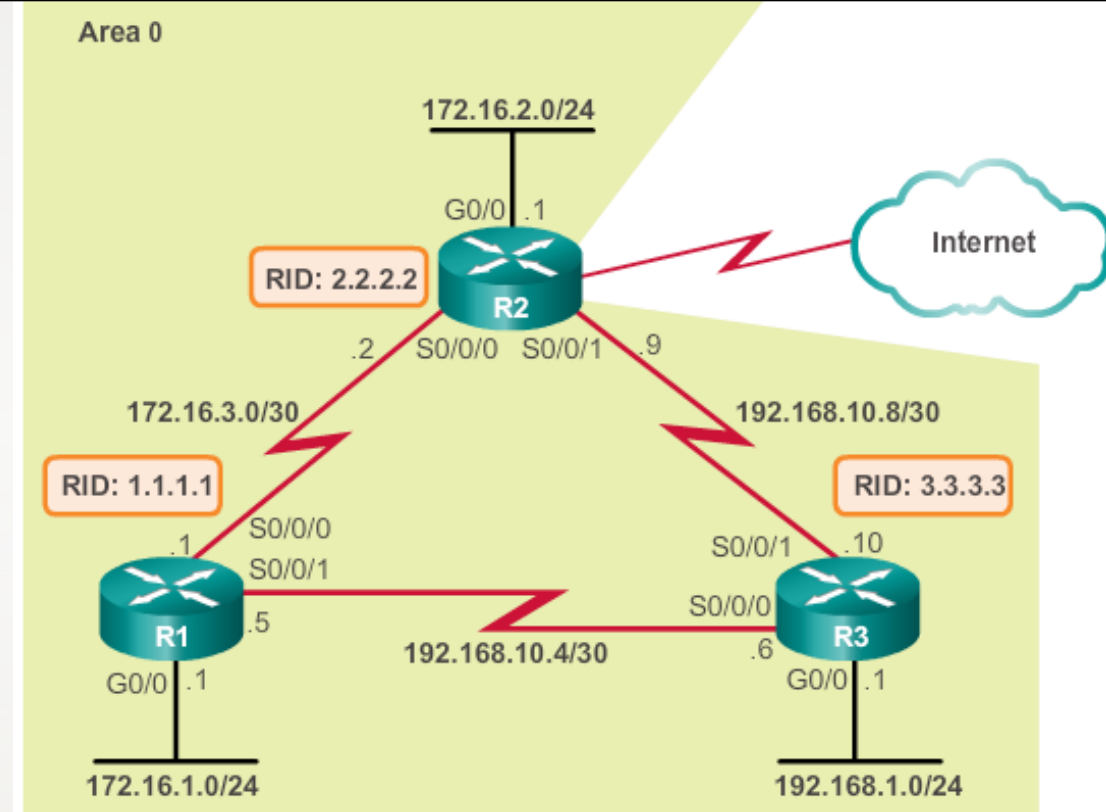 Area 0
172.16.2.0/24
G0/0 .1
Internet
RID: 2.2.2.2
R2
.2 S0/0/0 S0/0/1 .9
172.16.3.0/30
192.168.10.8/30
RID: 1.1.1.1
RID: 3.3.3.3
S0/0/0
.1
S0/0/1 .10
S0/0/1
S0/0/0
R1
.5
192.168.10.4/30
.6
R3
G0/0 .1
G0/0 .1
172.16.1.0/24
192.168.1.0/24